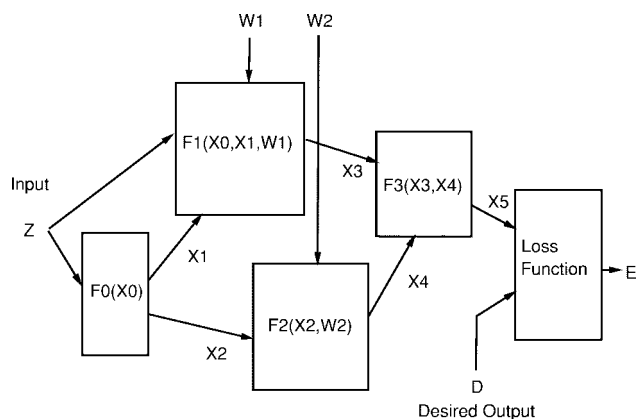 W1
W2
F1(X0,X1,W1)
X3
F3(X3,X4)
Input
X5
Z
X1
Loss
Function
E
F0(X0)
X4
F2(X2,W2)
X2
D
Desired Output